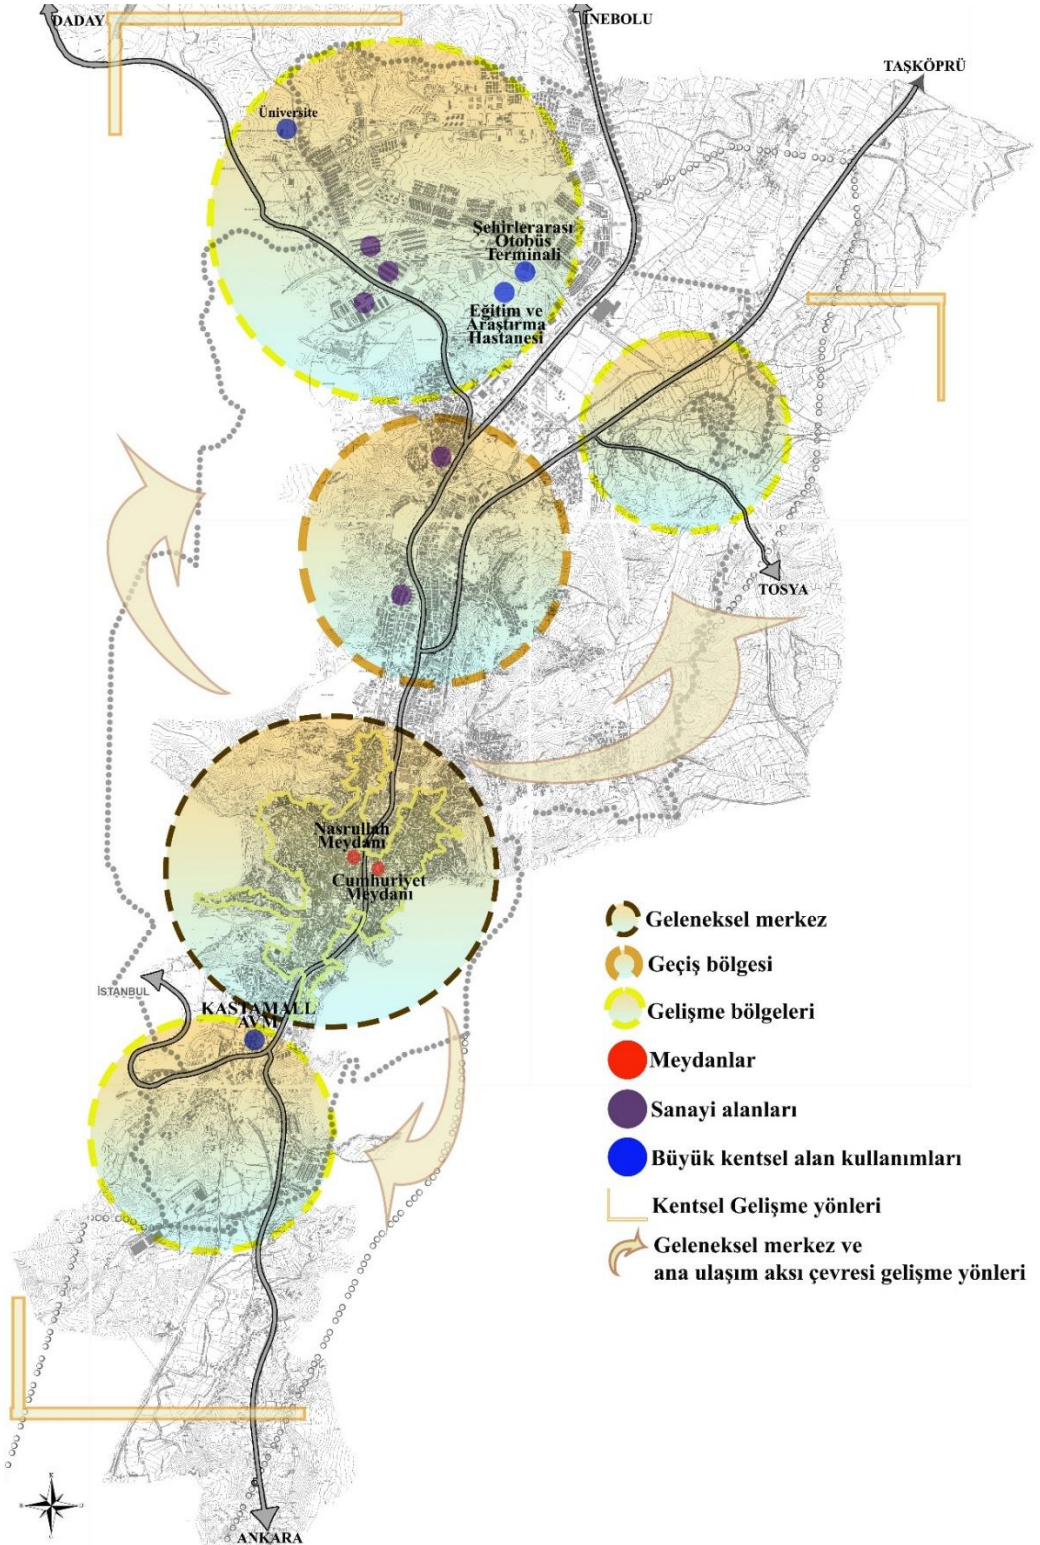 DADAY
İNEBOLU
TAŞKÖPRÜ
Üniversite
Şehirlerarası
Otobüs
Terminali
Eğitim ve
Araştırma
Hastanesi
TOSYA
Nasrullah
Meydanı
Cumhuriyet
Meydanı
İSTANBUL
KASTAMALL
AVM
Geleneksel merkez
Geçiş bölgesi
Gelişme bölgeleri
Meydanlar
Sanayi alanları
Büyük kentsel alan kullanımları
Kentsel Gelişme yönleri
Geleneksel merkez ve
ana ulaşım aksı çevresi gelişme yönleri
ANKARA